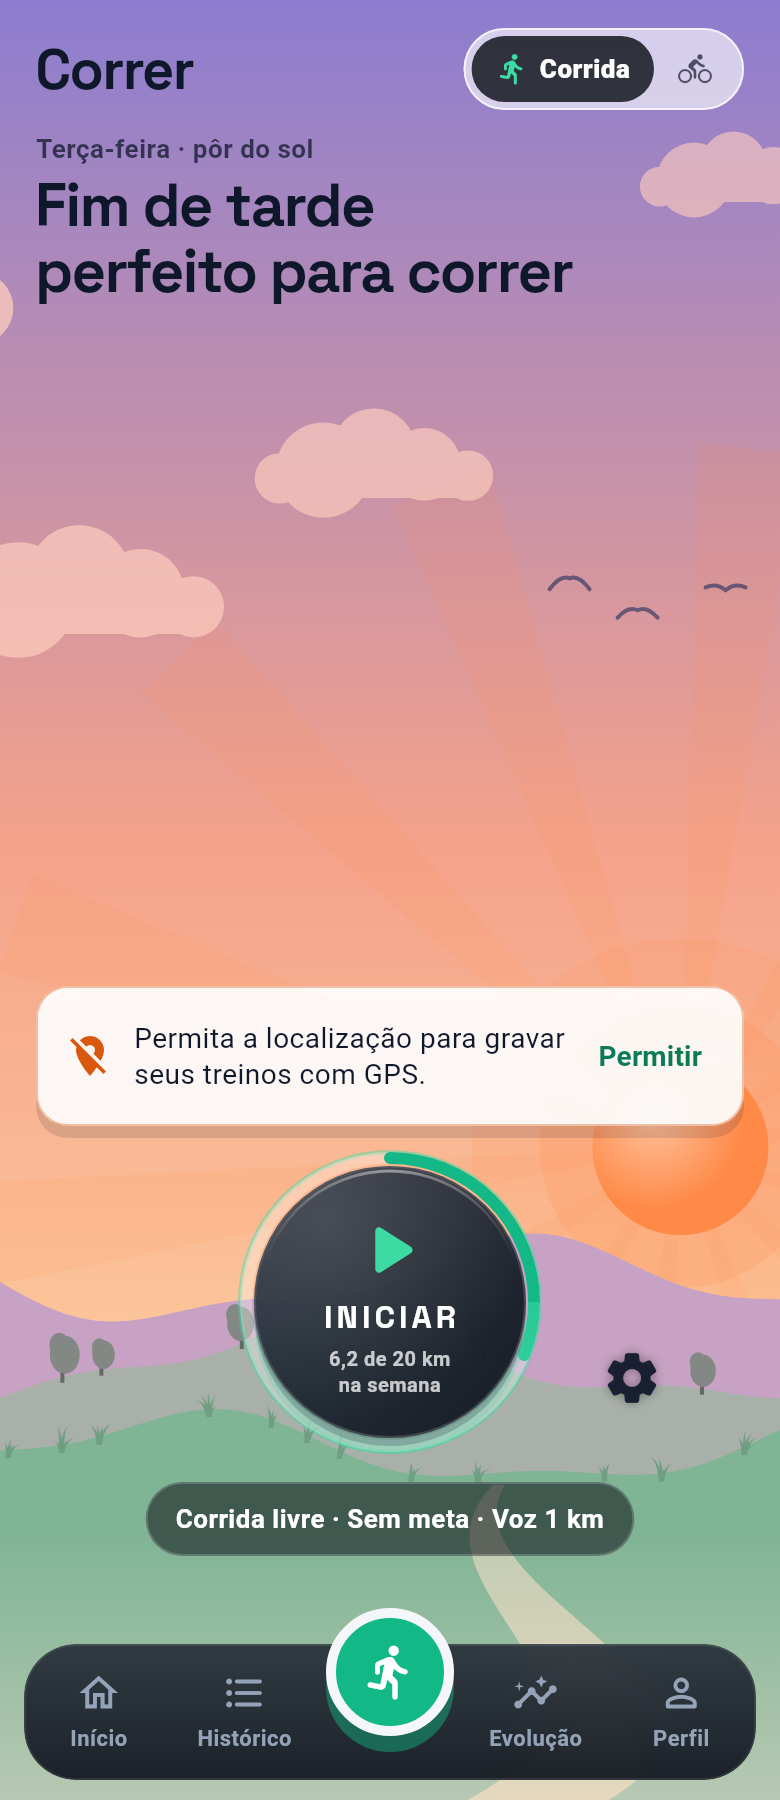 Correr
Corrida
Terça-feira · pôr do sol
Fim de tarde
perfeito para correr
Permita a localização para gravar
seus treinos com GPS.
Permitir
INICIAR
6,2 de 20 km
na semana
Corrida livre · Sem meta · Voz 1 km
Início
Histórico
Evolução
Perfil